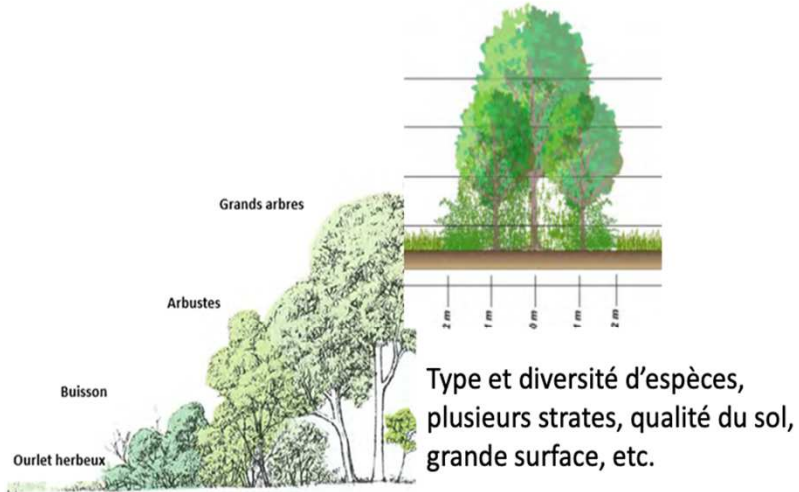 Grands arbres
Arbustes
Buisson
Ourlet herbeux
2 m
1 m
0 m
1 m
2 m
Type et diversité d'espèces,
plusieurs strates, qualité du sol,
grande surface, etc.